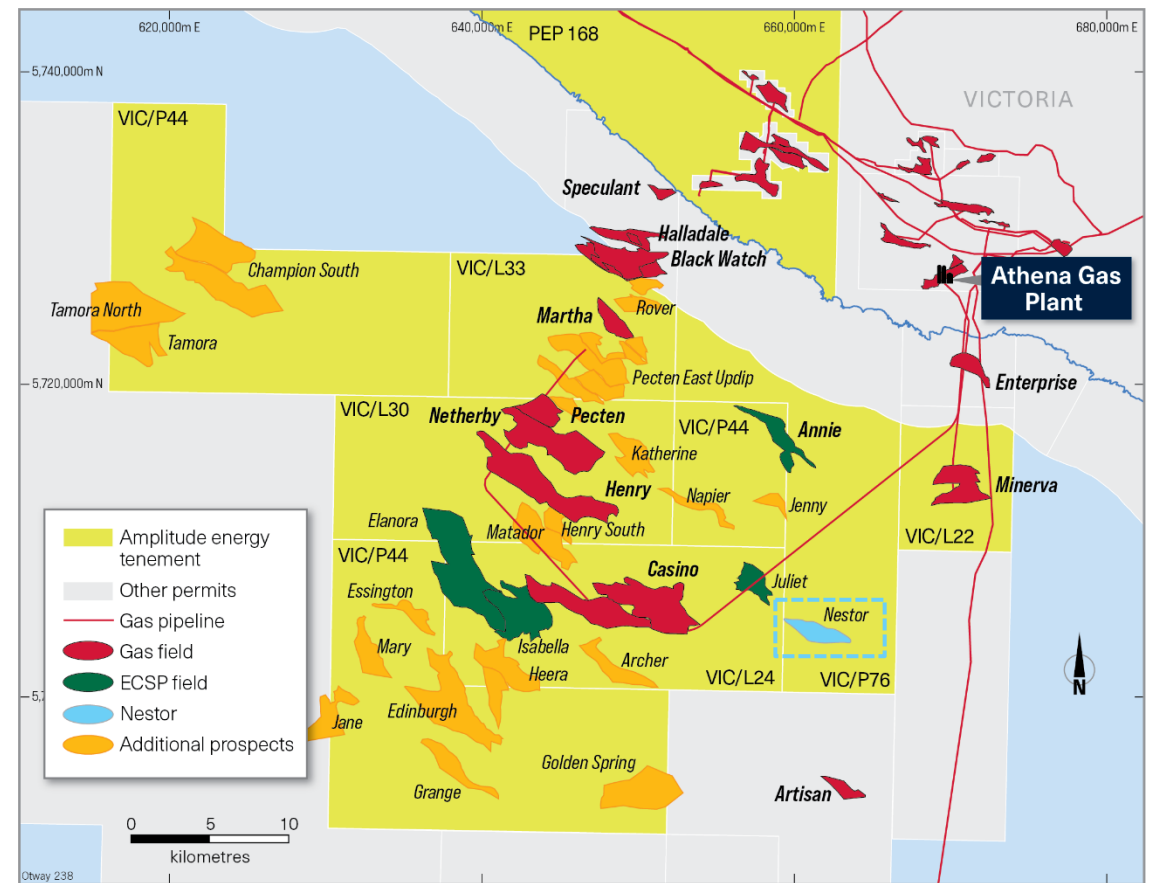 620,000m E
640,000m E
660,000m E
680,000m E
PEP 168
5,740,000m N
VICTORIA
VIC/P44
Speculant
Halladale
Black Watch
Champion South
VIC/L33
Athena Gas
Plant
Tamora North
Rover
Martha
Tamora
5,720,000m N
Pecten East Updip
Enterprise
VIC/L30
Netherby
Pecten
VIC/P44
Annie
Katherine
Henry
Napier
Jenny
Minerva
Elanora
Matador
Henry South
VIC/L22
VIC/P44
Casino
Juliet
Essington
Nestor
Mary
Isabella
Heera
Archer
VIC/L24
VIC/P76
N
Jane
Edinburgh
Grange
Golden Spring
Artisan
Amplitude energy
tenement
Other permits
Gas pipeline
Gas field
ECSP field
Nestor
Additional prospects
0
5
10
kilometres
Otway 238